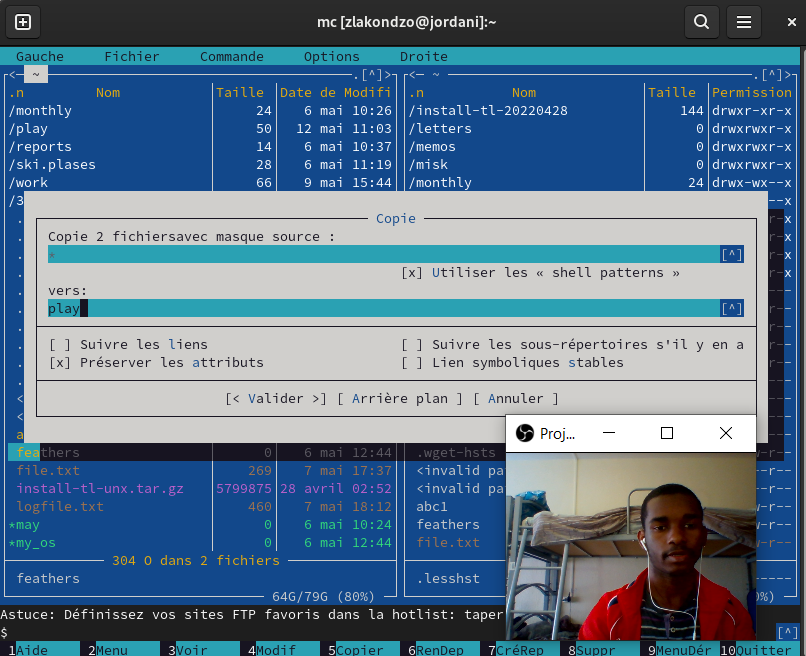 mc [zlakondzo@jordani]:~
Gauche Fichier Commande Options Droite
<─ ~ .[^]>
.n Nom Taille Date de Modifi
/monthly 24 6 mai 10:26
/play 50 12 mai 11:03
/reports 14 6 mai 10:37
/ski.plases 28 6 mai 11:19
/work 66 9 mai 15:44
/3
feathers 0 6 mai 12:44
file.txt 269 7 mai 17:37
install-tl-unx.tar.gz 5799875 28 avril 02:52
logfile.txt 460 7 mai 18:12
*may 0 6 mai 10:24
*my_os 0 6 mai 12:44
304 O dans 2 fichiers
feathers
64G/79G (80%)
<─ ~ .[^]>
.n Nom Taille Permission
/install-tl-20220428 144 drwxr-xr-x
/letters 0 drwxrwxr-x
/memos 0 drwxrwxr-x
/misk 0 drwxrwxr-x
/monthly 24 drwx-wx--x
.wget-hsts
<invalid pa
<invalid pa
abc1
feathers
file.txt
.lesshst
Copie
Copie 2 fichiersavec masque source :
* [^]
[x] Utiliser les « shell patterns »
vers:
play [^]
[ ] Suivre les liens [ ] Suivre les sous-répertoires s'il y en a
[x] Préserver les attributs [ ] Lien symboliques stables
[< Valider >] [ Arrière plan ] [ Annuler ]
Proj...
Astuce: Définissez vos sites FTP favoris dans la hotlist: taper
$ [^]
1Aide 2Menu 3Voir 4Modif 5Copier 6RenDép 7CréRép 8Suppr 9MenuDér 10Quitter